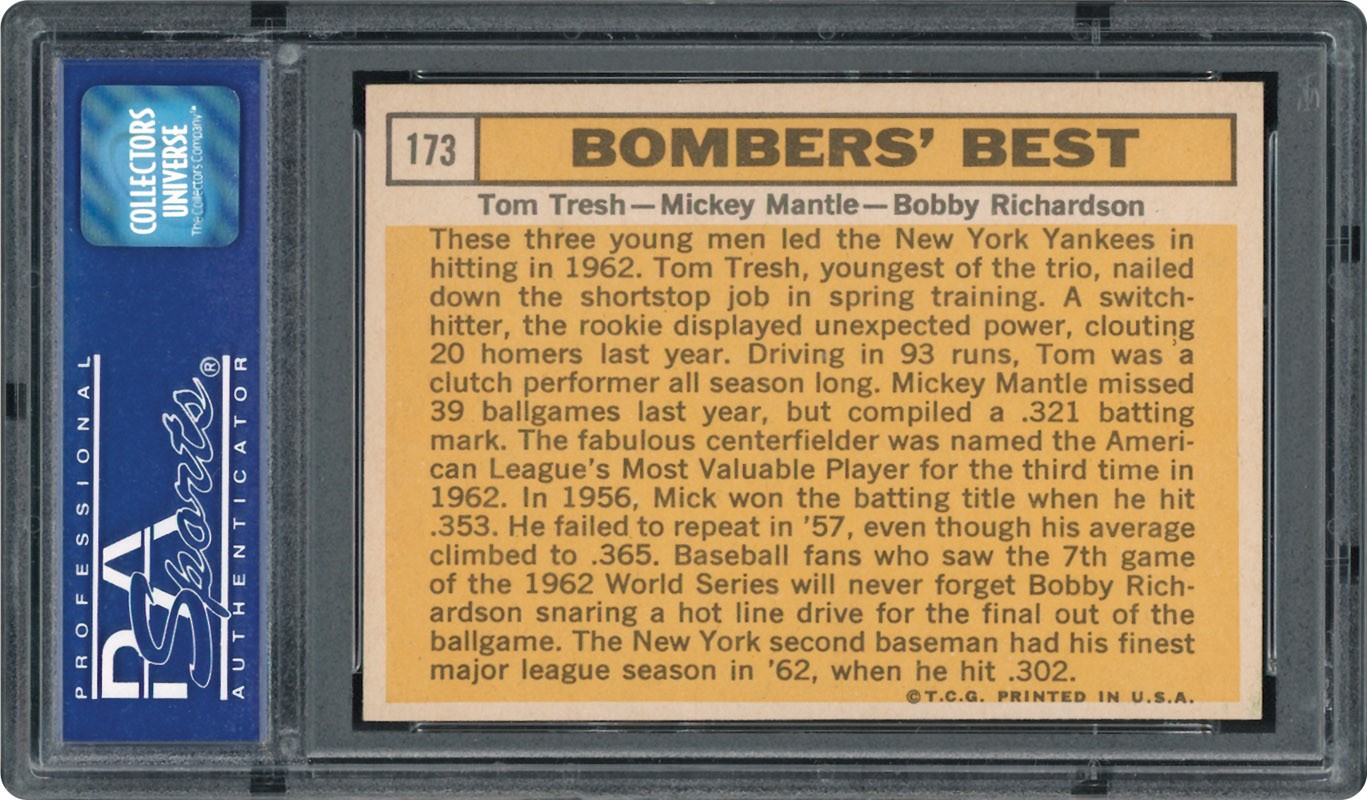 COLLECTORS
UNIVERSE
The Collectors Company™
PROFESSIONAL
PSA
Sports®
AUTHENTICATOR
173
BOMBERS' BEST
Tom Tresh—Mickey Mantle—Bobby Richardson
These three young men led the New York Yankees in
hitting in 1962. Tom Tresh, youngest of the trio, nailed
down the shortstop job in spring training. A switch-
hitter, the rookie displayed unexpected power, clouting
20 homers last year. Driving in 93 runs, Tom was a
clutch performer all season long. Mickey Mantle missed
39 ballgames last year, but compiled a .321 batting
mark. The fabulous centerfielder was named the Ameri-
can League's Most Valuable Player for the third time in
1962. In 1956, Mick won the batting title when he hit
.353. He failed to repeat in '57, even though his average
climbed to .365. Baseball fans who saw the 7th game
of the 1962 World Series will never forget Bobby Rich-
ardson snaring a hot line drive for the final out of the
ballgame. The New York second baseman had his finest
major league season in '62, when he hit .302.
©T.C.G. PRINTED IN U.S.A.